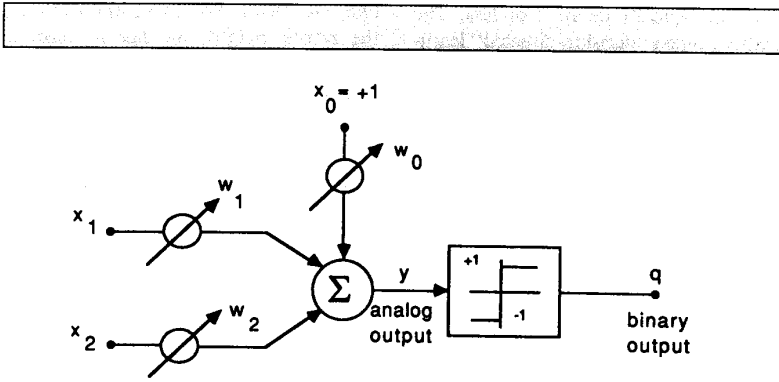 x0 = +1
w0
w1
x1
Σ
y
analog
output
+1
-1
q
binary
output
w2
x2